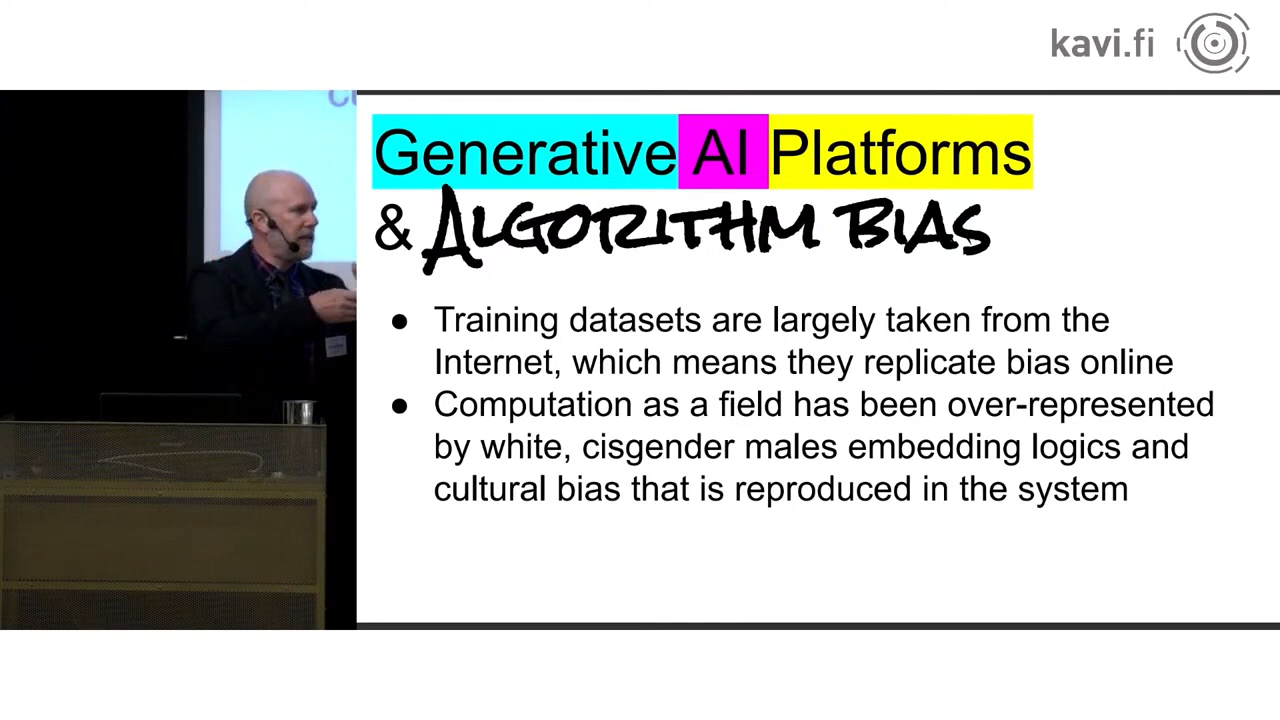 kavi.fi
Generative AI Platforms
& ALGORITHM BIAS
● Training datasets are largely taken from the
Internet, which means they replicate bias online
● Computation as a field has been over-represented
by white, cisgender males embedding logics and
cultural bias that is reproduced in the system